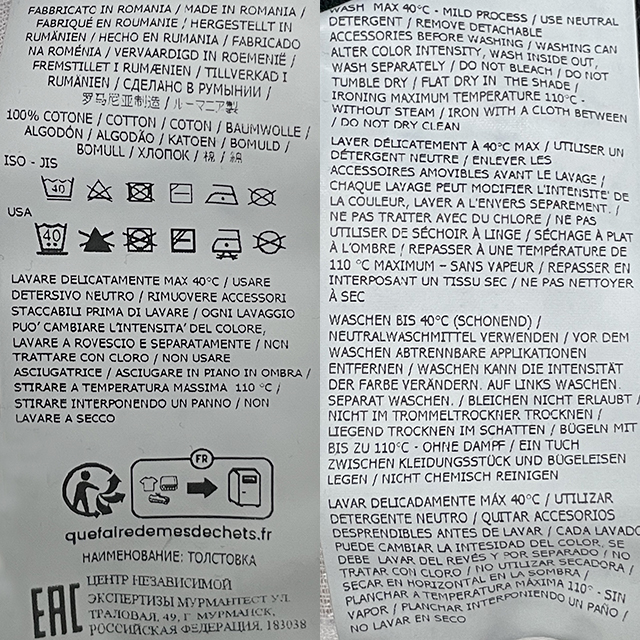 FABBRICATO IN ROMANIA / MADE IN ROMANIA /
FABRIQUÉ EN ROUMANIE / HERGESTELLT IN
RUMÄNIEN / HECHO EN RUMANIA / FABRICADO
NA ROMÉNIA / VERVAARDIGD IN ROEMENIË /
FREMSTILLET I RUMÆNIEN / TILLVERKAD I
RUMÄNIEN / СДЕЛАНО В РУМЫНИИ /
罗马尼亚制造 / ルーマニア製
100% COTONE / COTTON / COTON / BAUMWOLLE /
ALGODÓN / ALGODÃO / KATOEN / BOMULD /
BOMULL / ХЛОПОК / 棉 / 綿
ISO - JIS
40
USA
40
LAVARE DELICATAMENTE MAX 40°C / USARE
DETERSIVO NEUTRO / RIMUOVERE ACCESSORI
STACCABILI PRIMA DI LAVARE / OGNI LAVAGGIO
PUO' CAMBIARE L'INTENSITA' DEL COLORE,
LAVARE A ROVESCIO E SEPARATAMENTE / NON
TRATTARE CON CLORO / NON USARE
ASCIUGATRICE / ASCIUGARE IN PIANO IN OMBRA /
STIRARE A TEMPERATURA MASSIMA 110 °C /
STIRARE INTERPONENDO UN PANNO / NON
LAVARE A SECCO
FR
quefairedemesdechets.fr
НАИМЕНОВАНИЕ: ТОЛСТОВКА
EAC
ЦЕНТР НЕЗАВИСИМОЙ
ЭКСПЕРТИЗЫ МУРМАНТЕСТ УЛ.
ТРАЛОВАЯ, 49, Г МУРМАНСК,
РОССИЙСКАЯ ФЕДЕРАЦИЯ, 183038
WASH MAX 40°C - MILD PROCESS / USE NEUTRAL
DETERGENT / REMOVE DETACHABLE
ACCESSORIES BEFORE WASHING / WASHING CAN
ALTER COLOR INTENSITY, WASH INSIDE OUT,
WASH SEPARATELY / DO NOT BLEACH / DO NOT
TUMBLE DRY / FLAT DRY IN THE SHADE /
IRONING MAXIMUM TEMPERATURE 110°C -
WITHOUT STEAM / IRON WITH A CLOTH BETWEEN
/ DO NOT DRY CLEAN
LAVER DÉLICATEMENT À 40°C MAX / UTILISER UN
DÉTERGENT NEUTRE / ENLEVER LES
ACCESSOIRES AMOVIBLES AVANT LE LAVAGE /
CHAQUE LAVAGE PEUT MODIFIER L'INTENSITE' DE
LA COULEUR, LAVER A L'ENVERS SEPAREMENT. /
NE PAS TRAITER AVEC DU CHLORE / NE PAS
UTILISER DE SÉCHOIR À LINGE / SÉCHAGE À PLAT
À L'OMBRE / REPASSER À UNE TEMPÉRATURE DE
110 °C MAXIMUM – SANS VAPEUR / REPASSER EN
INTERPOSANT UN TISSU SEC / NE PAS NETTOYER
À SEC
WASCHEN BIS 40°C (SCHONEND) /
NEUTRALWASCHMITTEL VERWENDEN / VOR DEM
WASCHEN ABTRENNBARE APPLIKATIONEN
ENTFERNEN / WASCHEN KANN DIE INTENSITÄT
DER FARBE VERÄNDERN. AUF LINKS WASCHEN.
SEPARAT WASCHEN. / BLEICHEN NICHT ERLAUBT /
NICHT IM TROMMELTROCKNER TROCKNEN /
LIEGEND TROCKNEN IM SCHATTEN / BÜGELN MIT
BIS ZU 110°C - OHNE DAMPF / EIN TUCH
ZWISCHEN KLEIDUNGSSTÜCK UND BÜGELEISEN
LEGEN / NICHT CHEMISCH REINIGEN
LAVAR DELICADAMENTE MÁX 40°C / UTILIZAR
DETERGENTE NEUTRO / QUITAR ACCESORIOS
DESPRENDIBLES ANTES DE LAVAR / CADA LAVADO
PUEDE CAMBIAR LA INTESIDAD DEL COLOR, SE
DEBE LAVAR DEL REVÉS Y POR SEPARADO / NO
TRATAR CON CLORO / NO UTILIZAR SECADORA /
SECAR EN HORIZONTAL EN LA SOMBRA /
PLANCHAR A TEMPERATURA MÁXIMA 110° - SIN
VAPOR / PLANCHAR INTERPONIENDO UN PAÑO /
NO LAVAR EN SECO